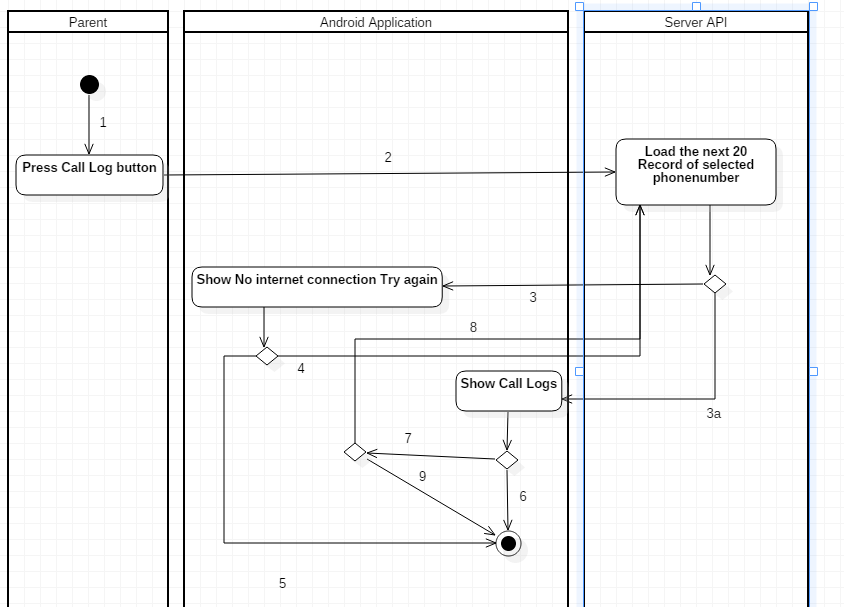 Parent
Android Application
Server API
1
Press Call Log button
2
Load the next 20
Record of selected
phonenumber
Show No internet connection Try again
3
8
4
Show Call Logs
3a
7
9
6
5